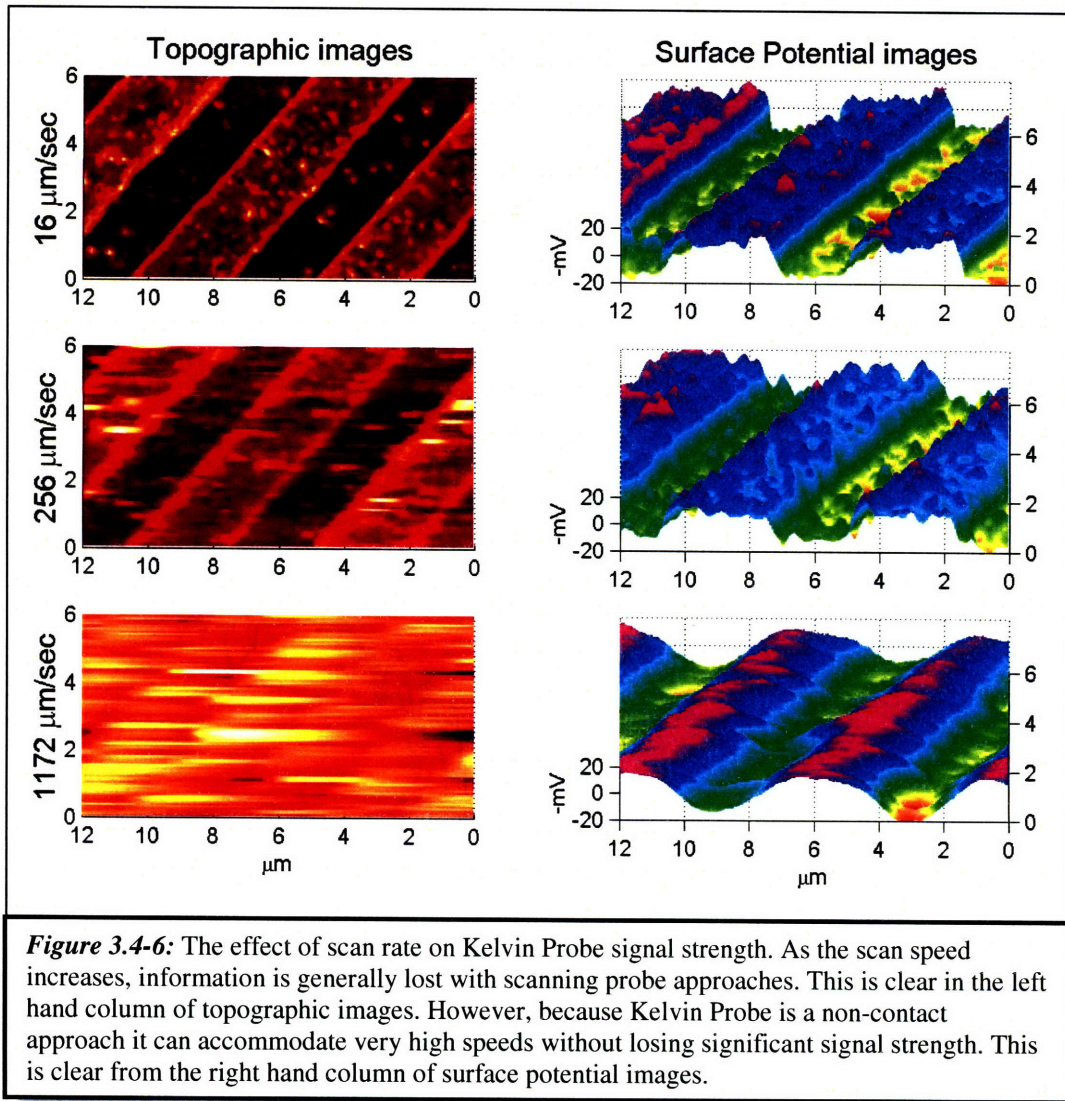 Topographic images
Surface Potential images
16 μm/sec
6
4
2
0
12 10 8 6 4 2 0
-mV
20
0
-20
6
4
2
0
12 10 8 6 4 2 0
256 μm/sec
6
4
2
0
12 10 8 6 4 2 0
-mV
20
0
-20
6
4
2
0
12 10 8 6 4 2 0
1172 μm/sec
6
4
2
0
12 10 8 6 4 2 0
μm
-mV
20
0
-20
6
4
2
0
12 10 8 6 4 2 0
μm
Figure 3.4-6: The effect of scan rate on Kelvin Probe signal strength. As the scan speed
increases, information is generally lost with scanning probe approaches. This is clear in the left
hand column of topographic images. However, because Kelvin Probe is a non-contact
approach it can accommodate very high speeds without losing significant signal strength. This
is clear from the right hand column of surface potential images.